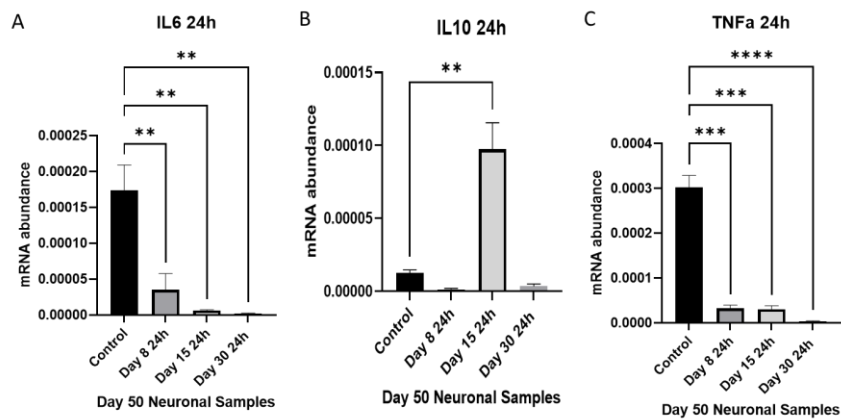 A
IL6 24h
**
**
**
mRNA abundance
0.00025
0.00020
0.00015
0.00010
0.00005
0.00000
Control
Day 8 24h
Day 15 24h
Day 30 24h
Day 50 Neuronal Samples
B
IL10 24h
**
mRNA abundance
0.00015
0.00010
0.00005
0.00000
Control
Day 8 24h
Day 15 24h
Day 30 24h
Day 50 Neuronal Samples
C
TNFa 24h
****
***
***
mRNA abundance
0.0004
0.0003
0.0002
0.0001
0.0000
Control
Day 8 24h
Day 15 24h
Day 30 24h
Day 50 Neuronal Samples